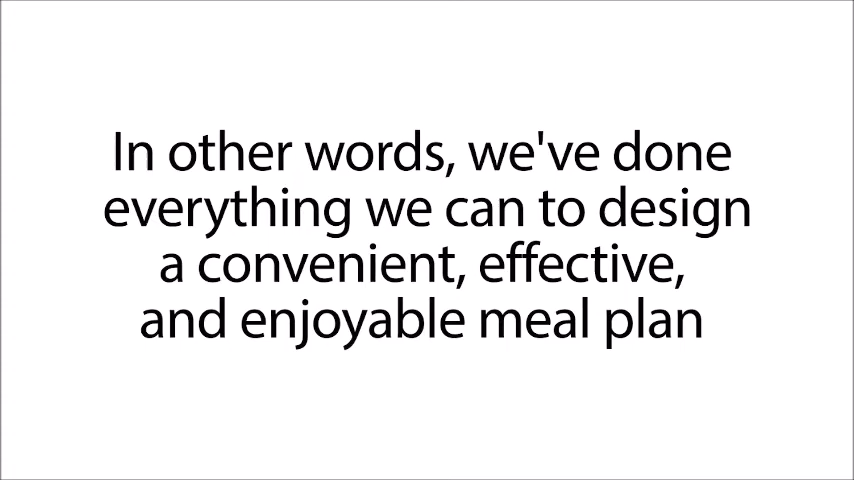 In other words, we've done
everything we can to design
a convenient, effective,
and enjoyable meal plan